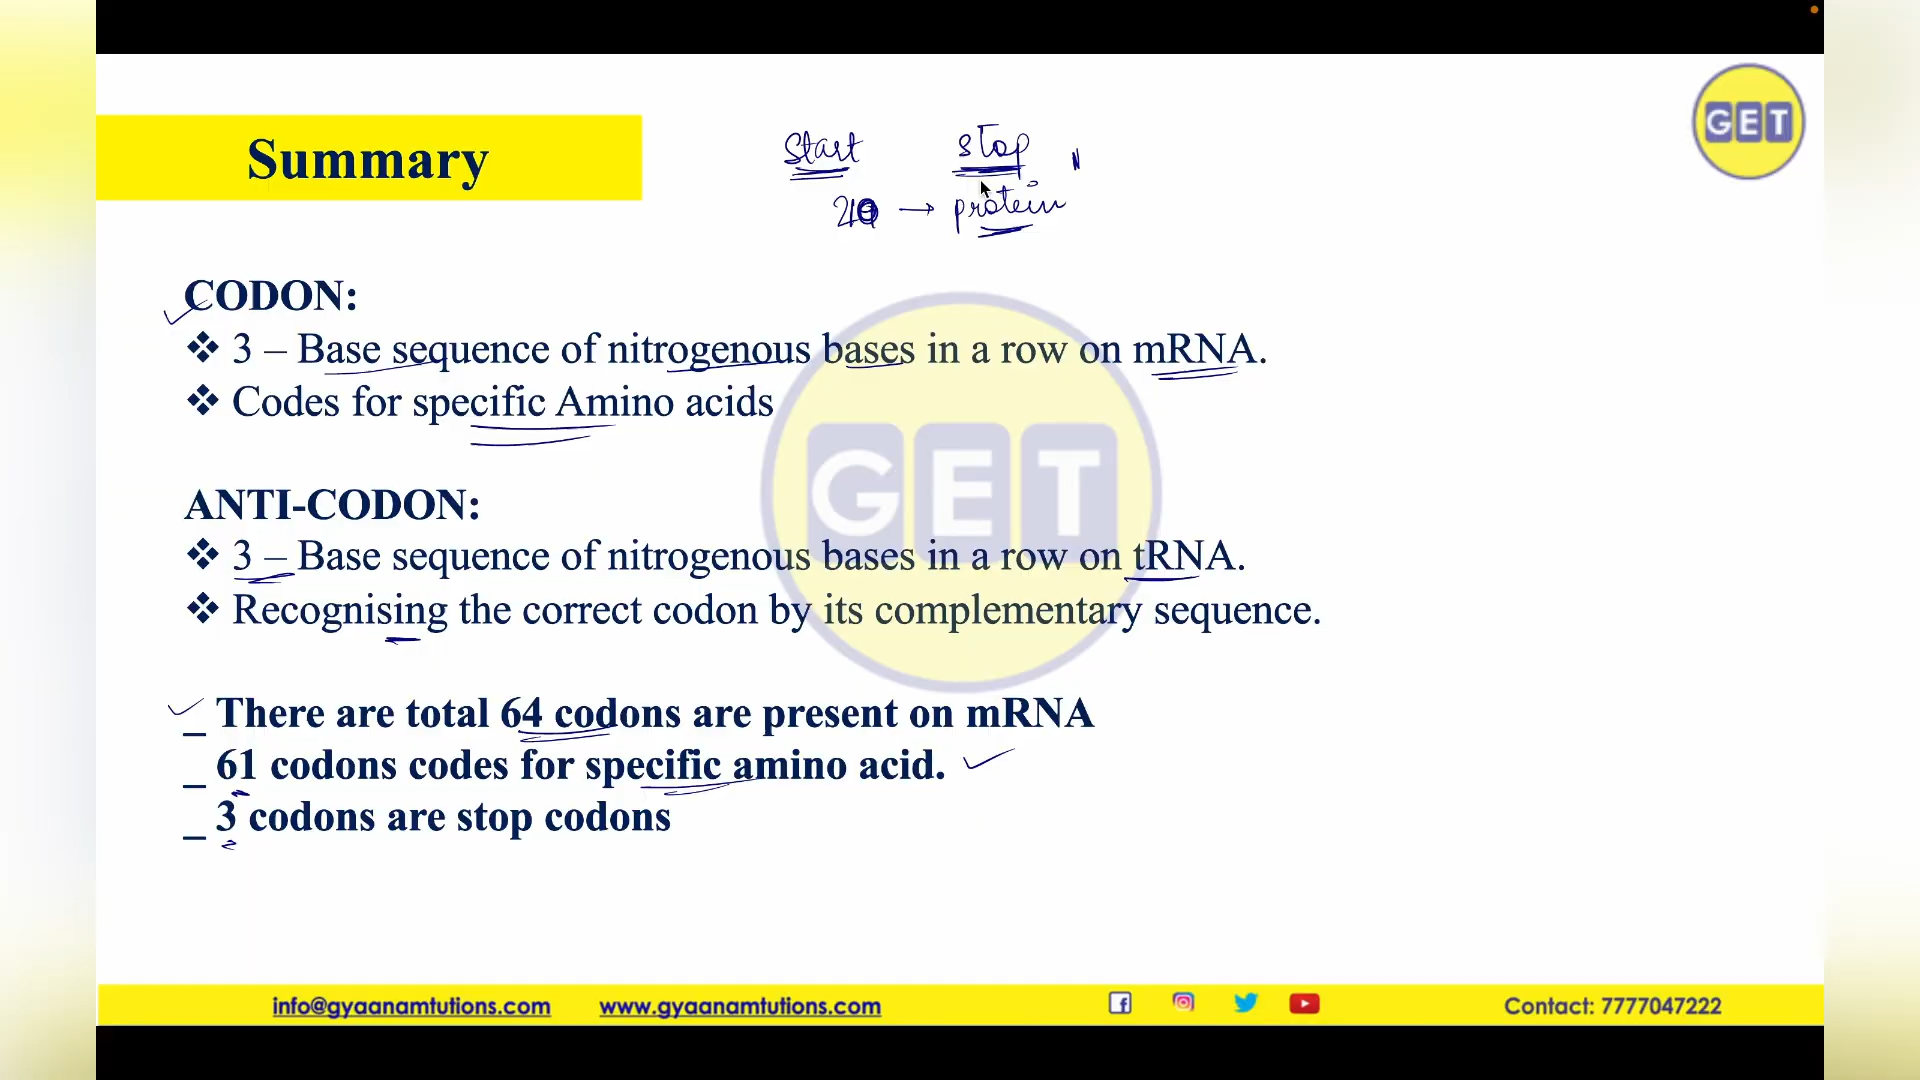 GET
Summary
Start stop
→ protein
CODON:
❖ 3 – Base sequence of nitrogenous bases in a row on mRNA.
❖ Codes for specific Amino acids
GET
ANTI-CODON:
❖ 3 – Base sequence of nitrogenous bases in a row on tRNA.
❖ Recognising the correct codon by its complementary sequence.
_ There are total 64 codons are present on mRNA
_ 61 codons codes for specific amino acid.
_ 3 codons are stop codons
info@gyaanamtutions.com www.gyaanamtutions.com Contact: 7777047222